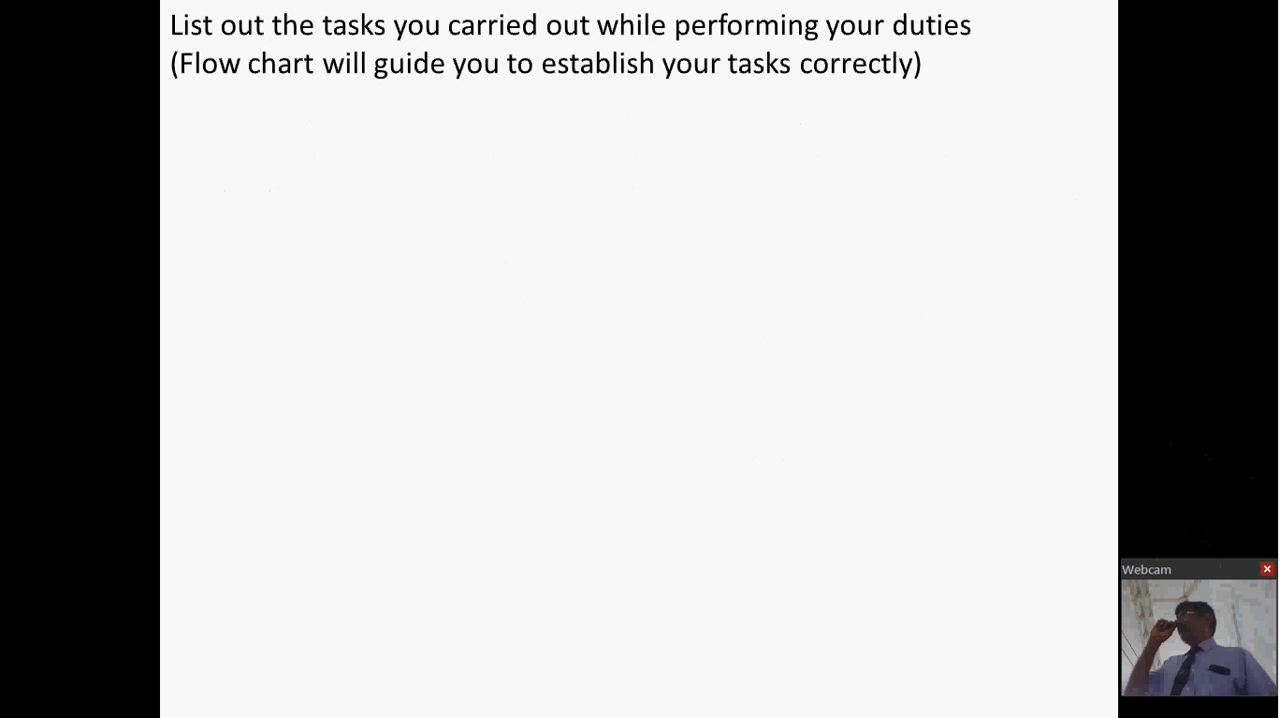 List out the tasks you carried out while performing your duties
(Flow chart will guide you to establish your tasks correctly)
Webcam